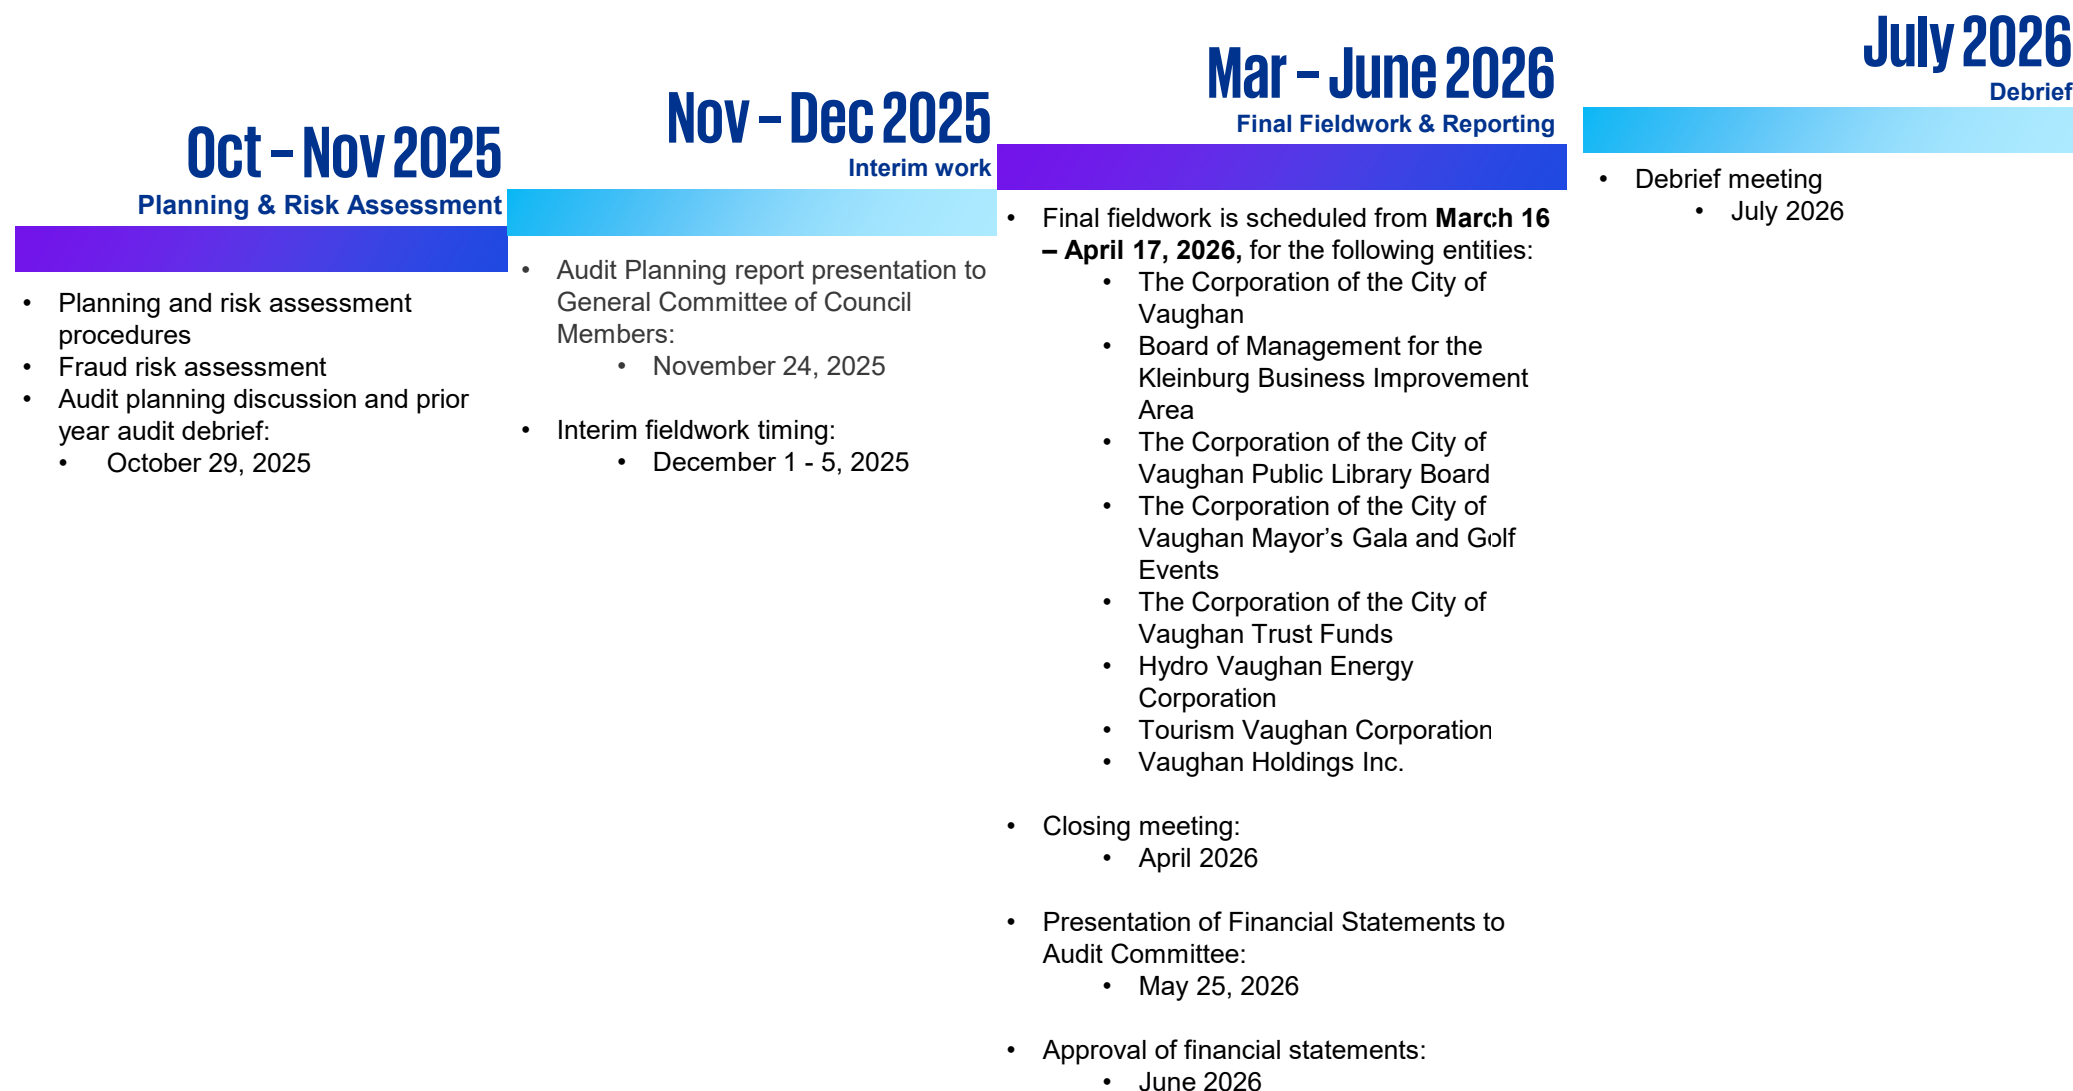 Oct – Nov 2025
Planning & Risk Assessment
• Planning and risk assessment
procedures
• Fraud risk assessment
• Audit planning discussion and prior
year audit debrief:
• October 29, 2025
Nov – Dec 2025
Interim work
• Audit Planning report presentation to
General Committee of Council
Members:
• November 24, 2025
• Interim fieldwork timing:
• December 1 - 5, 2025
Mar – June 2026
Final Fieldwork & Reporting
• Final fieldwork is scheduled from March 16
– April 17, 2026, for the following entities:
• The Corporation of the City of
Vaughan
• Board of Management for the
Kleinburg Business Improvement
Area
• The Corporation of the City of
Vaughan Public Library Board
• The Corporation of the City of
Vaughan Mayor’s Gala and Golf
Events
• The Corporation of the City of
Vaughan Trust Funds
• Hydro Vaughan Energy
Corporation
• Tourism Vaughan Corporation
• Vaughan Holdings Inc.
• Closing meeting:
• April 2026
• Presentation of Financial Statements to
Audit Committee:
• May 25, 2026
• Approval of financial statements:
• June 2026
July 2026
Debrief
• Debrief meeting
• July 2026